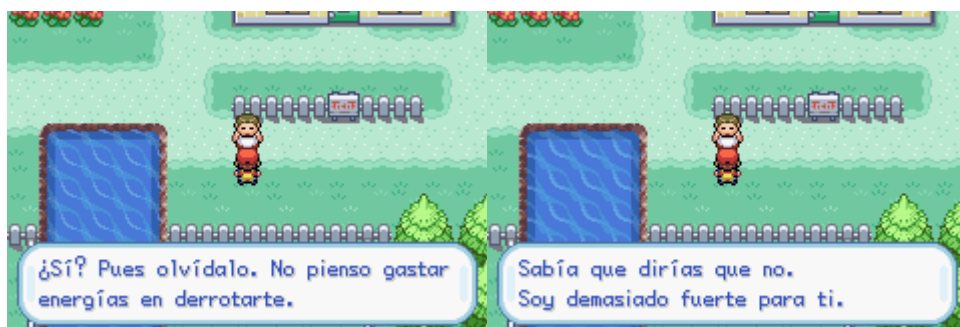 ¿Sí? Pues olvídalo. No pienso gastar
energías en derrotarte.
Sabía que dirías que no.
Soy demasiado fuerte para ti.